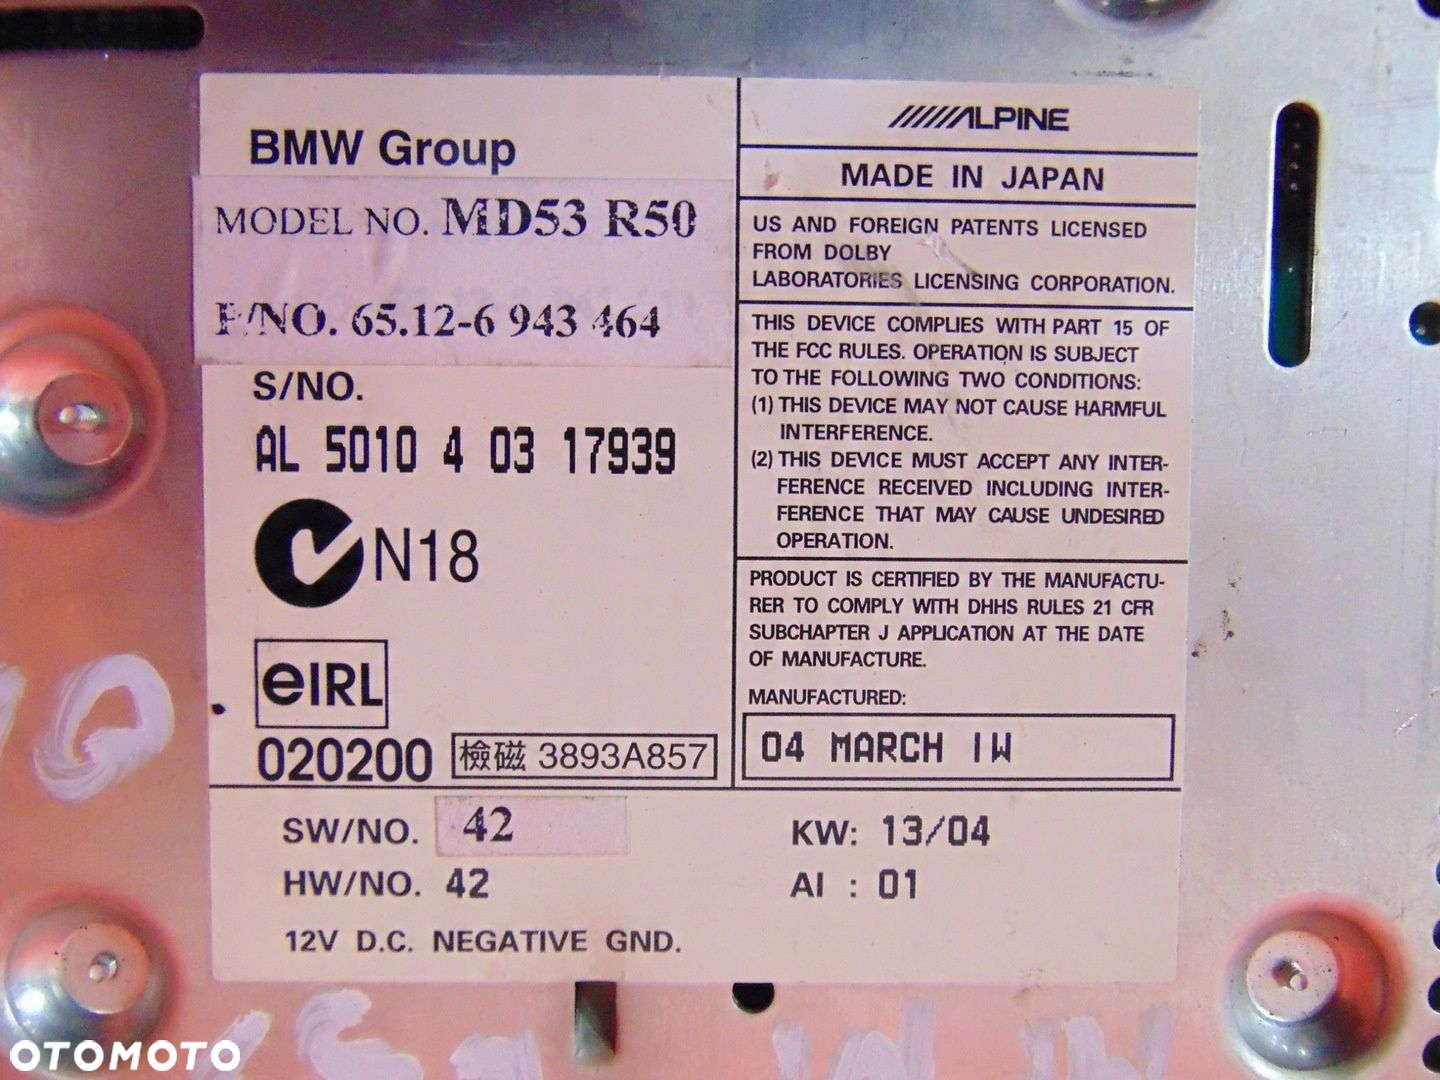 BMW Group
MODEL NO. MD53 R50
P/NO. 65.12-6 943 464
S/NO.
AL 5010 4 03 17939
N18
eIRL
020200
檢磁 3893A857
ALPINE
MADE IN JAPAN
US AND FOREIGN PATENTS LICENSED
FROM DOLBY
LABORATORIES LICENSING CORPORATION.
THIS DEVICE COMPLIES WITH PART 15 OF
THE FCC RULES. OPERATION IS SUBJECT
TO THE FOLLOWING TWO CONDITIONS:
(1) THIS DEVICE MAY NOT CAUSE HARMFUL
INTERFERENCE.
(2) THIS DEVICE MUST ACCEPT ANY INTER-
FERENCE RECEIVED INCLUDING INTER-
FERENCE THAT MAY CAUSE UNDESIRED
OPERATION.
PRODUCT IS CERTIFIED BY THE MANUFACTU-
RER TO COMPLY WITH DHHS RULES 21 CFR
SUBCHAPTER J APPLICATION AT THE DATE
OF MANUFACTURE.
MANUFACTURED:
04 MARCH 1W
SW/NO. 42
HW/NO. 42
12V D.C. NEGATIVE GND.
KW: 13/04
AI : 01
OTOMOTO